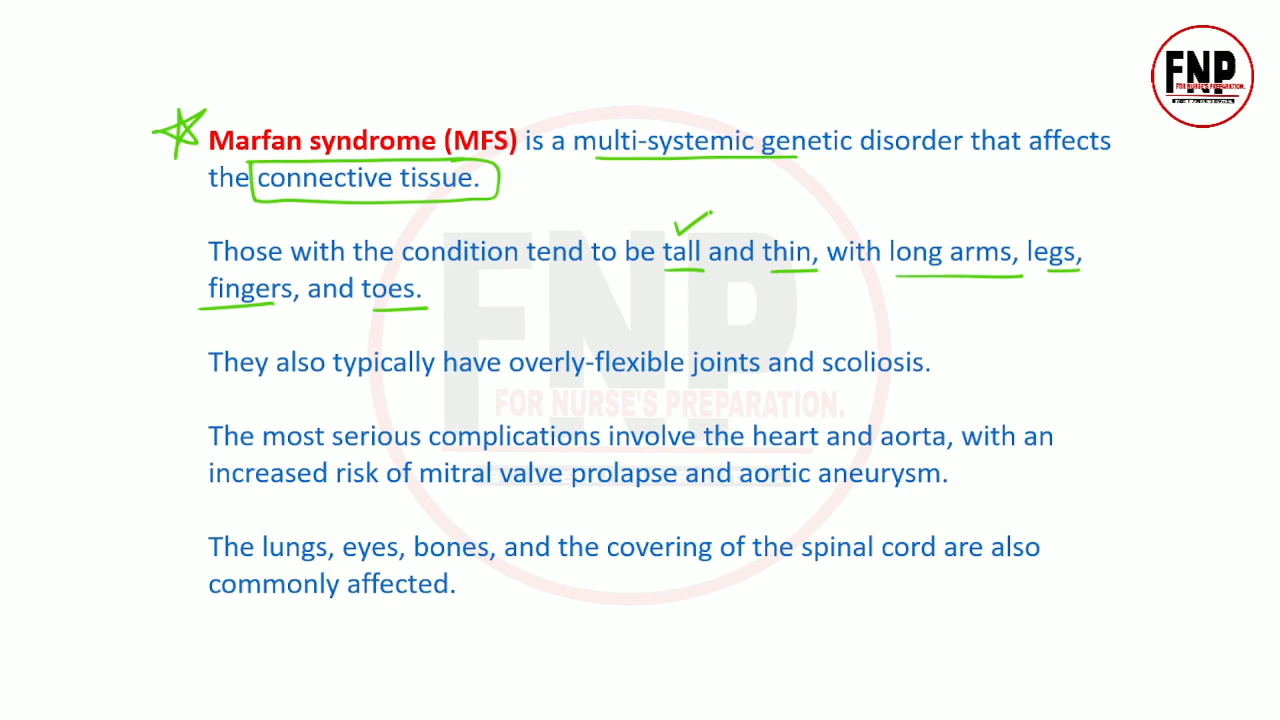 FNP
FOR NURSE'S PREPARATION.
Marfan syndrome (MFS) is a multi-systemic genetic disorder that affects
the connective tissue.
Those with the condition tend to be tall and thin, with long arms, legs,
fingers, and toes.
They also typically have overly-flexible joints and scoliosis.
FNP
FOR NURSE'S PREPARATION.
The most serious complications involve the heart and aorta, with an
increased risk of mitral valve prolapse and aortic aneurysm.
The lungs, eyes, bones, and the covering of the spinal cord are also
commonly affected.